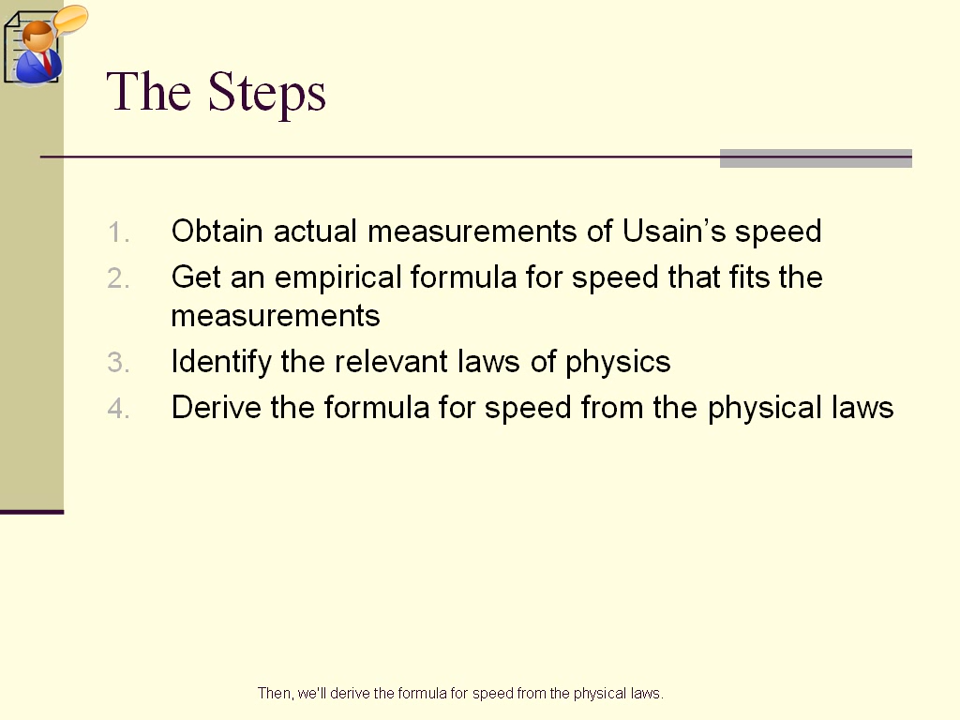 The Steps
1. Obtain actual measurements of Usain’s speed
2. Get an empirical formula for speed that fits the
measurements
3. Identify the relevant laws of physics
4. Derive the formula for speed from the physical laws
Then, we'll derive the formula for speed from the physical laws.